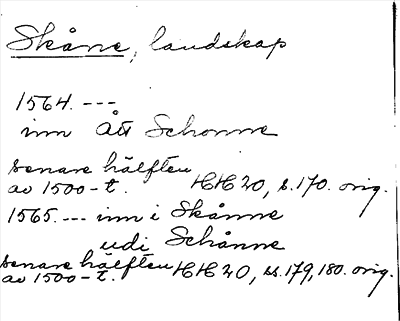 Skåne, landskap
1564. ---
inn Att Schonne
senare hälften
av 1500-t. HH 20, s. 170. orig.
1565. --- inn i Skånne
udi Schånne
senare hälften HH 20, ss. 179, 180. orig.
av 1500-t.